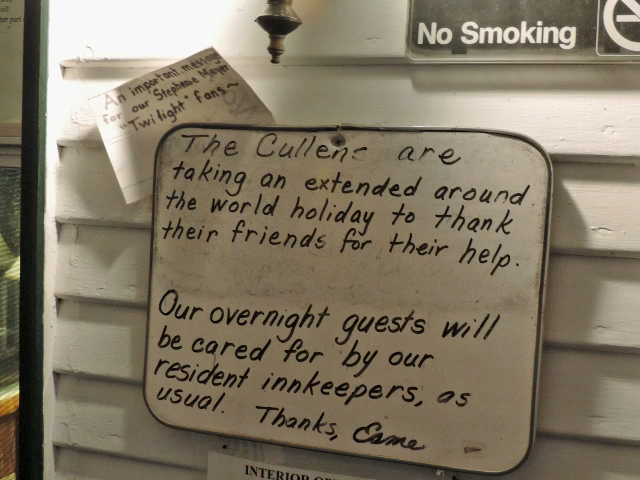 No Smoking
An important message
for our Stephenie Meyer
"Twilight" fans~
The Cullens are
taking an extended around
the world holiday to thank
their friends for their help.
Our overnight guests will
be cared for by our
resident innkeepers, as
usual. Thanks, Esme
INTERIOR